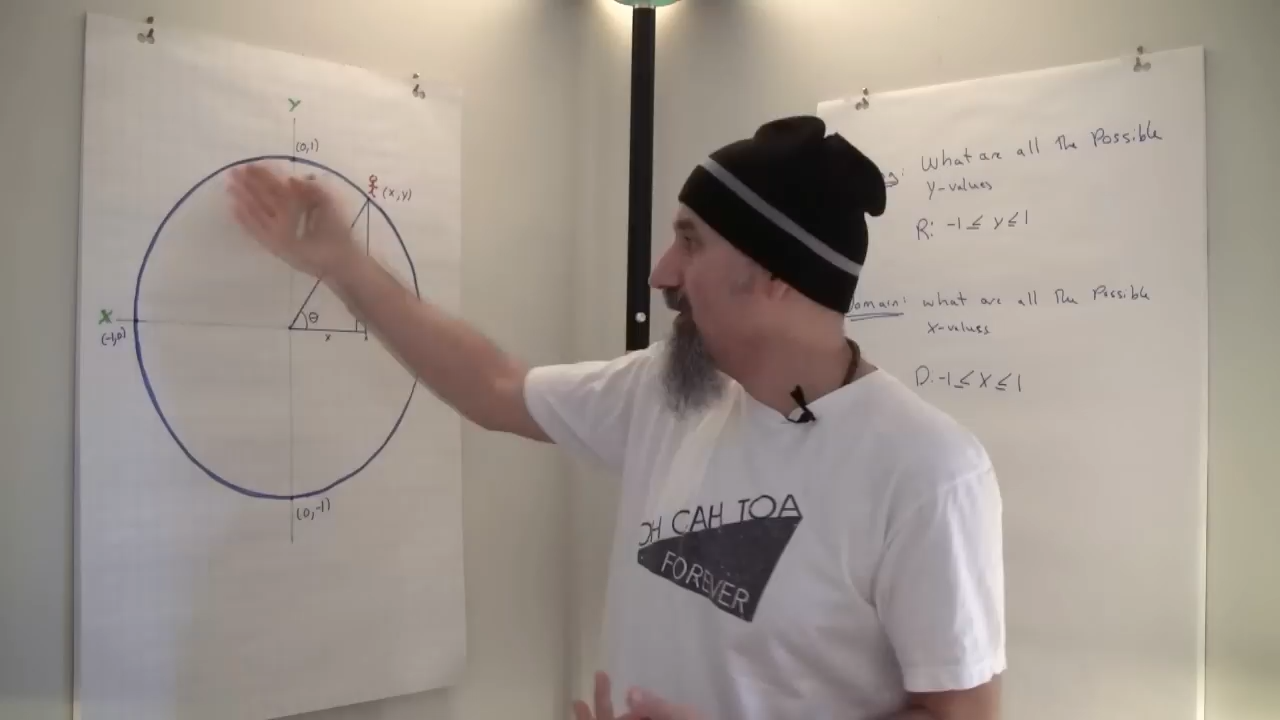 Y
(0,1)
(x,y)
X
(-1,0)
θ
x
(0,-1)
What are all The Possible
Y-values
R: -1 ≤ y ≤ 1
omain: what are all The Possible
x-values
D: -1 ≤ x ≤ 1
OH CAH TOA
FOREVER